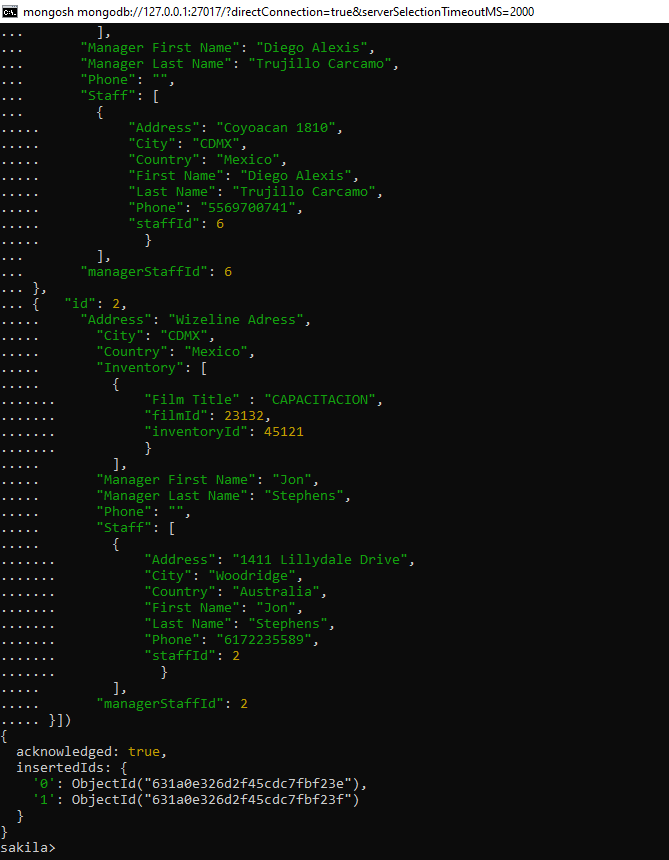 mongosh mongodb://127.0.0.1:27017/?directConnection=true&serverSelectionTimeoutMS=2000
...         ],
...       "Manager First Name": "Diego Alexis",
...       "Manager Last Name": "Trujillo Carcamo",
...       "Phone": "",
...       "Staff": [
...         {
.....           "Address": "Coyoacan 1810",
.....           "City": "CDMX",
.....           "Country": "Mexico",
.....           "First Name": "Diego Alexis",
.....           "Last Name": "Trujillo Carcamo",
.....           "Phone": "5569700741",
.....           "staffId": 6
.....             }
...         ],
...       "managerStaffId": 6
... },
... {   "id": 2,
.....     "Address": "Wizeline Adress",
.....       "City": "CDMX",
.....       "Country": "Mexico",
.....       "Inventory": [
.....         {
.......           "Film Title" : "CAPACITACION",
.......           "filmId": 23132,
.......           "inventoryId": 45121
.......           }
.....         ],
.....       "Manager First Name": "Jon",
.....       "Manager Last Name": "Stephens",
.....       "Phone": "",
.....       "Staff": [
.....         {
.......           "Address": "1411 Lillydale Drive",
.......           "City": "Woodridge",
.......           "Country": "Australia",
.......           "First Name": "Jon",
.......           "Last Name": "Stephens",
.......           "Phone": "6172235589",
.......           "staffId": 2
.......             }
.....         ],
.....       "managerStaffId": 2
..... }])
{
  acknowledged: true,
  insertedIds: {
    '0': ObjectId("631a0e326d2f45cdc7fbf23e"),
    '1': ObjectId("631a0e326d2f45cdc7fbf23f")
  }
}
sakila>